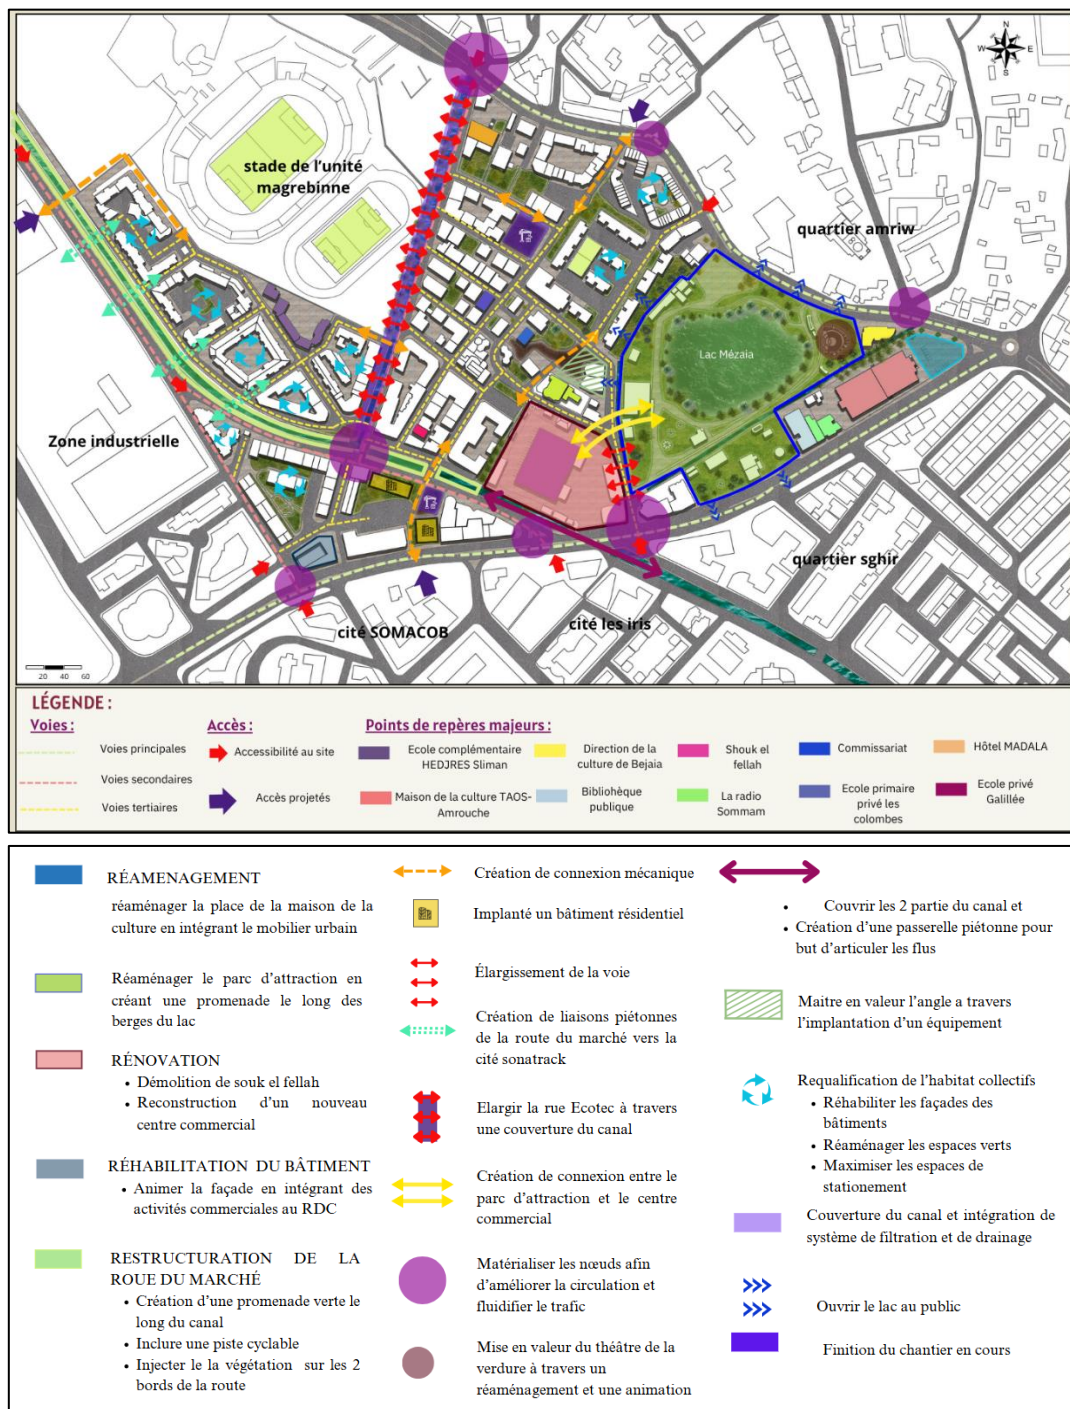 N
W
E
S
stade de l'unité
magrebinne
quartier amriw
Lac Mézaia
Zone industrielle
quartier sghir
cité les iris
cité SOMACOB
20 40 60
LÉGENDE :
Voies :
Voies principales
Voies secondaires
Voies tertiaires
Accès :
Accessibilité au site
Accès projetés
Points de repères majeurs :
Ecole complémentaire
HEDJRES Sliman
Maison de la culture TAOS-
Amrouche
Direction de la
culture de Bejaia
Bibliothèque
publique
Shouk el
fellah
La radio
Sommam
Commissariat
Ecole primaire
privé les
colombes
Hôtel MADALA
Ecole privé
Galillée
RÉAMENAGEMENT
réaménager la place de la maison de la
culture en intégrant le mobilier urbain
Réaménager le parc d'attraction en
créant une promenade le long des
berges du lac
RÉNOVATION
• Démolition de souk el fellah
• Reconstruction d'un nouveau
centre commercial
RÉHABILITATION DU BÂTIMENT
• Animer la façade en intégrant des
activités commerciales au RDC
RESTRUCTURATION DE LA
ROUE DU MARCHÉ
• Création d'une promenade verte le
long du canal
• Inclure une piste cyclable
• Injecter le la végétation sur les 2
bords de la route
Création de connexion mécanique
Implanté un bâtiment résidentiel
Élargissement de la voie
Création de liaisons piétonnes
de la route du marché vers la
cité sonatrack
Elargir la rue Ecotec à travers
une couverture du canal
Création de connexion entre le
parc d'attraction et le centre
commercial
Matérialiser les nœuds afin
d'améliorer la circulation et
fluidifier le trafic
Mise en valeur du théâtre de la
verdure à travers un
réaménagement et une animation
• Couvrir les 2 partie du canal et
• Création d'une passerelle piétonne pour
but d'articuler les flus
Maitre en valeur l'angle a travers
l'implantation d'un équipement
Requalification de l'habitat collectifs
• Réhabiliter les façades des
bâtiments
• Réaménager les espaces verts
• Maximiser les espaces de
stationement
Couverture du canal et intégration de
système de filtration et de drainage
Ouvrir le lac au public
Finition du chantier en cours